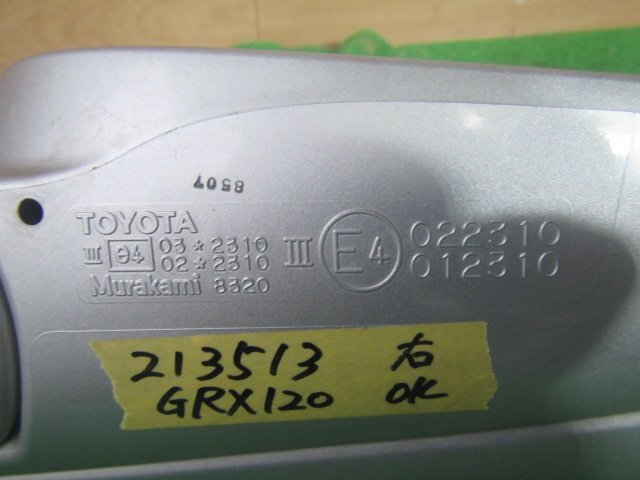 8507
TOYOTA
III e4 03*2310
02*2310
III E4 022310
012310
Murakami 8320
213513 右
GRX120 OK